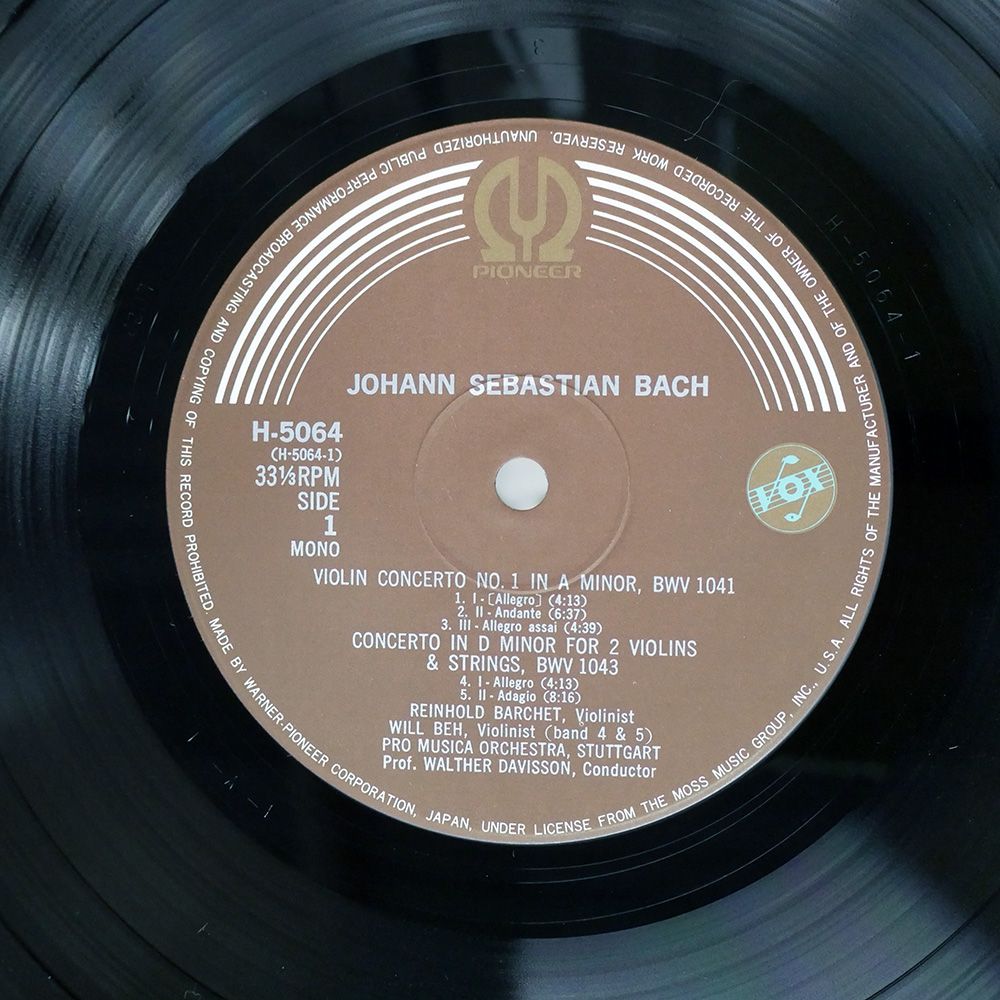 PIONEER
JOHANN SEBASTIAN BACH
H-5064
(H-5064-1)
33⅓RPM
SIDE
1
MONO
VOX
VIOLIN CONCERTO NO. 1 IN A MINOR, BWV 1041
1. I - [Allegro] (4:13)
2. II - Andante (6:37)
3. III - Allegro assai (4:39)
CONCERTO IN D MINOR FOR 2 VIOLINS
& STRINGS, BWV 1043
4. I - Allegro (4:13)
5. II - Adagio (8:16)
REINHOLD BARCHET, Violinist
WILL BEH, Violinist (band 4 & 5)
PRO MUSICA ORCHESTRA, STUTTGART
Prof. WALTHER DAVISSON, Conductor
MADE BY WARNER-PIONEER CORPORATION, JAPAN, UNDER LICENSE FROM THE MOSS MUSIC GROUP, INC., U.S.A. ALL RIGHTS OF THE MANUFACTURER AND OF THE OWNER OF THE RECORDED WORK RESERVED. UNAUTHORIZED PUBLIC PERFORMANCE BROADCASTING AND COPYING OF THIS RECORD PROHIBITED.
H-5064-1